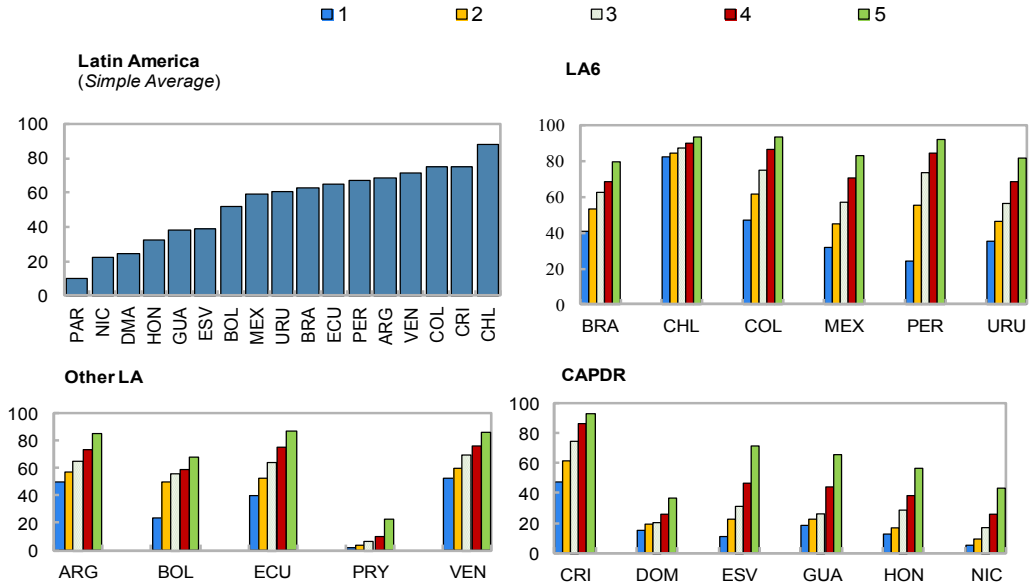 1 2 3 4 5
Latin America
(Simple Average)
100
80
60
40
20
0
PAR NIC DMA HON GUA ESV BOL MEX URU BRA ECU PER ARG VEN COL CRI CHL
LA6
100
80
60
40
20
0
BRA CHL COL MEX PER URU
Other LA
100
80
60
40
20
0
ARG BOL ECU PRY VEN
CAPDR
100
80
60
40
20
0
CRI DOM ESV GUA HON NIC